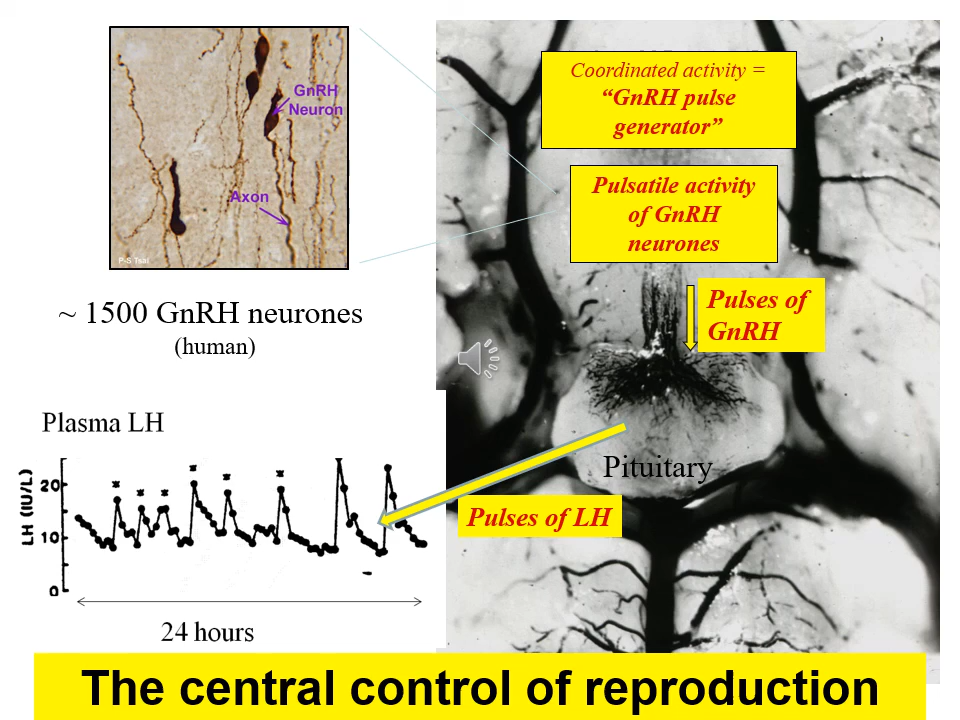 GnRH
Neuron
Axon
P-S Tsai
~ 1500 GnRH neurones
(human)
Coordinated activity =
“GnRH pulse
generator”
Pulsatile activity
of GnRH
neurones
Pulses of
GnRH
Pituitary
Pulses of LH
Plasma LH
LH (IU/L)
20
10
0
* * * * * *
24 hours
The central control of reproduction